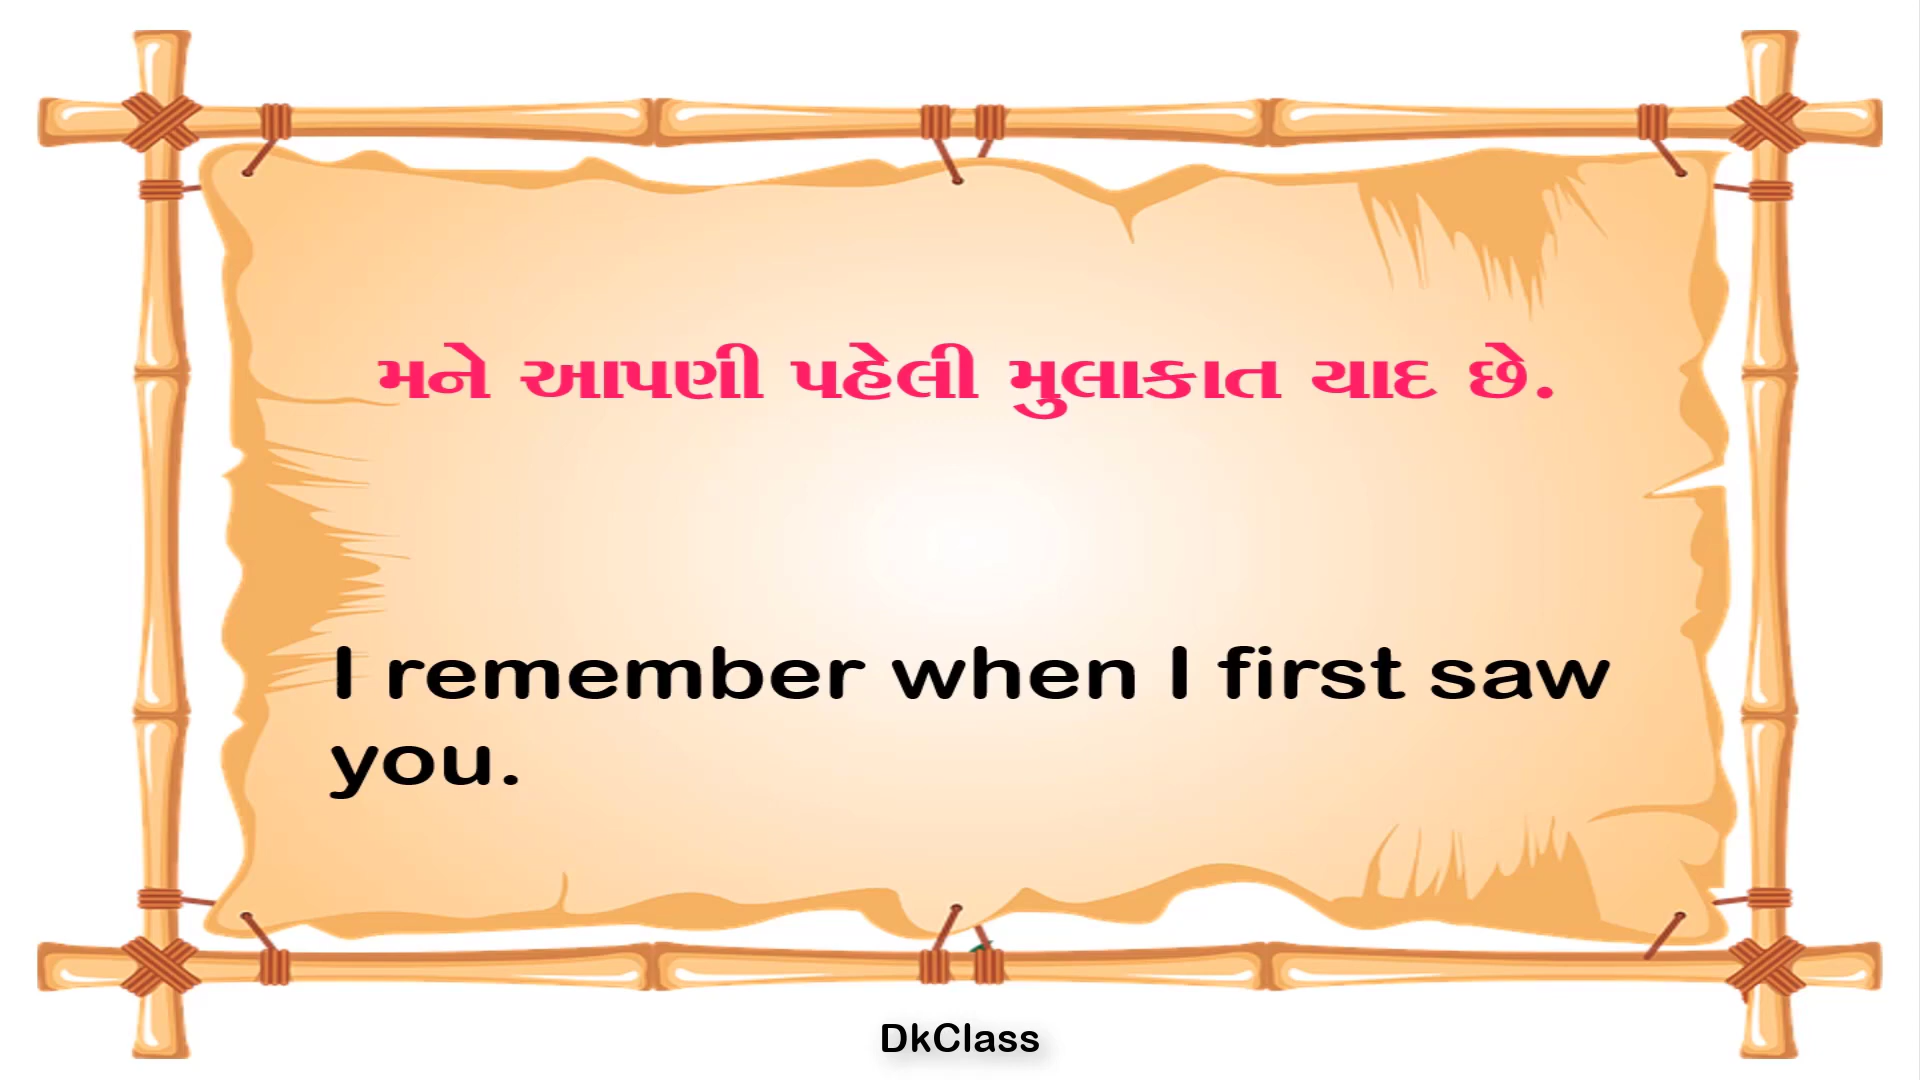 મને આપણી પહેલી મુલાકાત યાદ છે.
I remember when I first saw
you.
DkClass